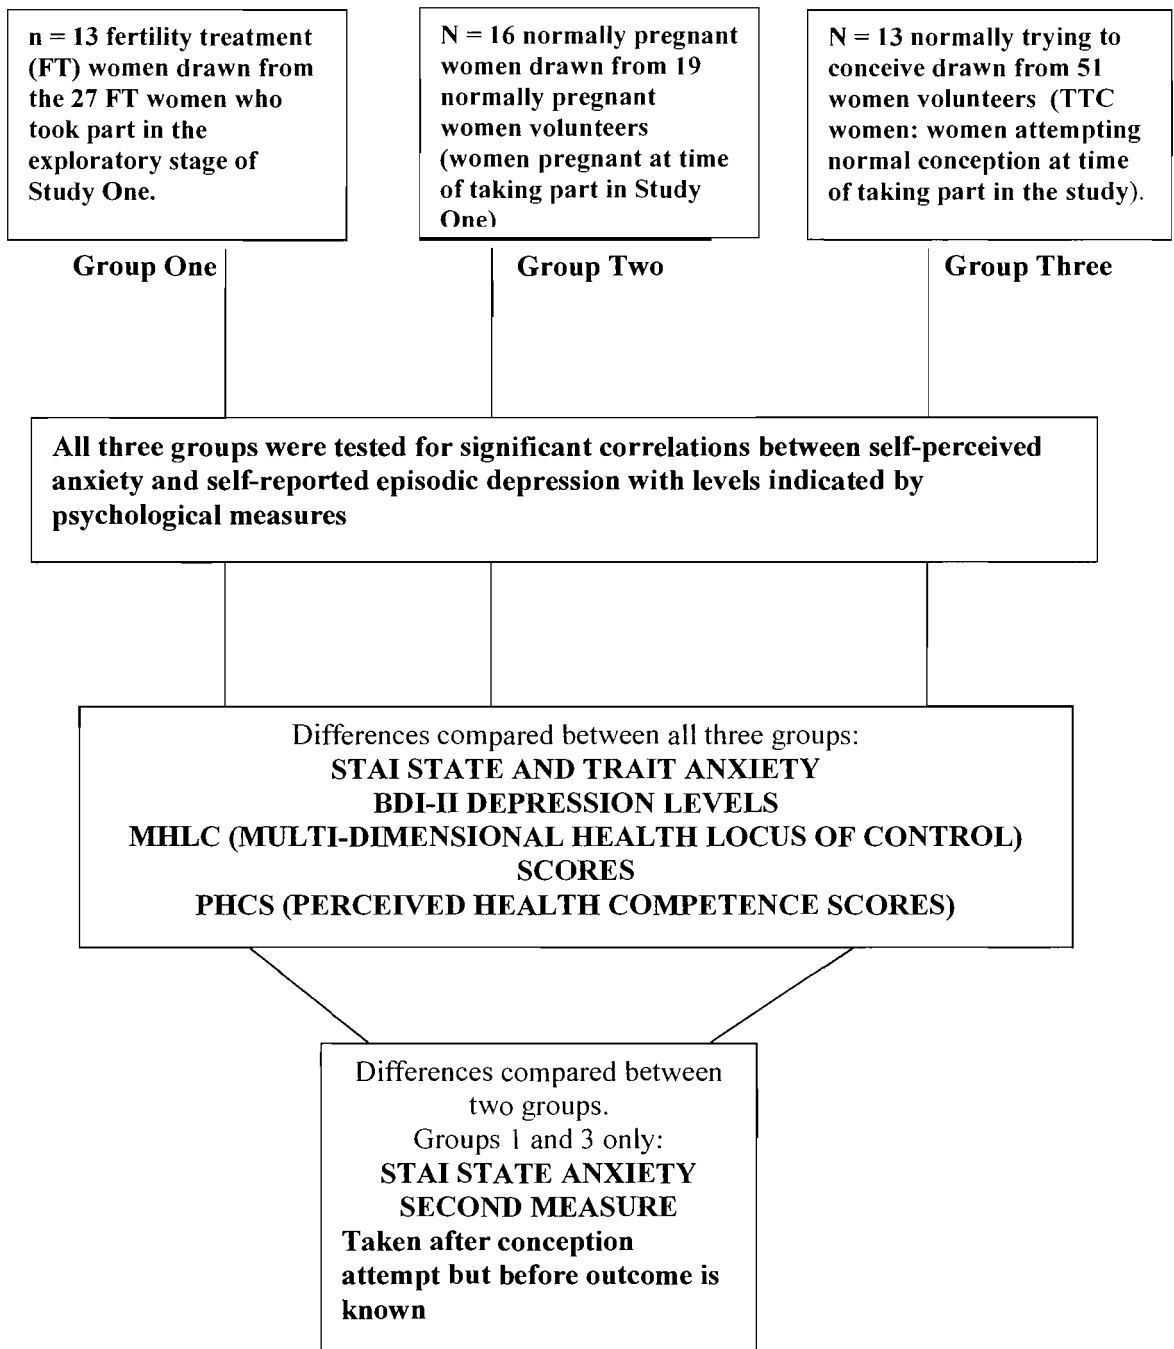 n = 13 fertility treatment
(FT) women drawn from
the 27 FT women who
took part in the
exploratory stage of
Study One.
N = 16 normally pregnant
women drawn from 19
normally pregnant
women volunteers
(women pregnant at time
of taking part in Study
One)
N = 13 normally trying to
conceive drawn from 51
women volunteers (TTC
women: women attempting
normal conception at time
of taking part in the study).
Group One
Group Two
Group Three
All three groups were tested for significant correlations between self-perceived
anxiety and self-reported episodic depression with levels indicated by
psychological measures
Differences compared between all three groups:
STAI STATE AND TRAIT ANXIETY
BDI-II DEPRESSION LEVELS
MHLC (MULTI-DIMENSIONAL HEALTH LOCUS OF CONTROL)
SCORES
PHCS (PERCEIVED HEALTH COMPETENCE SCORES)
Differences compared between
two groups.
Groups 1 and 3 only:
STAI STATE ANXIETY
SECOND MEASURE
Taken after conception
attempt but before outcome is
known